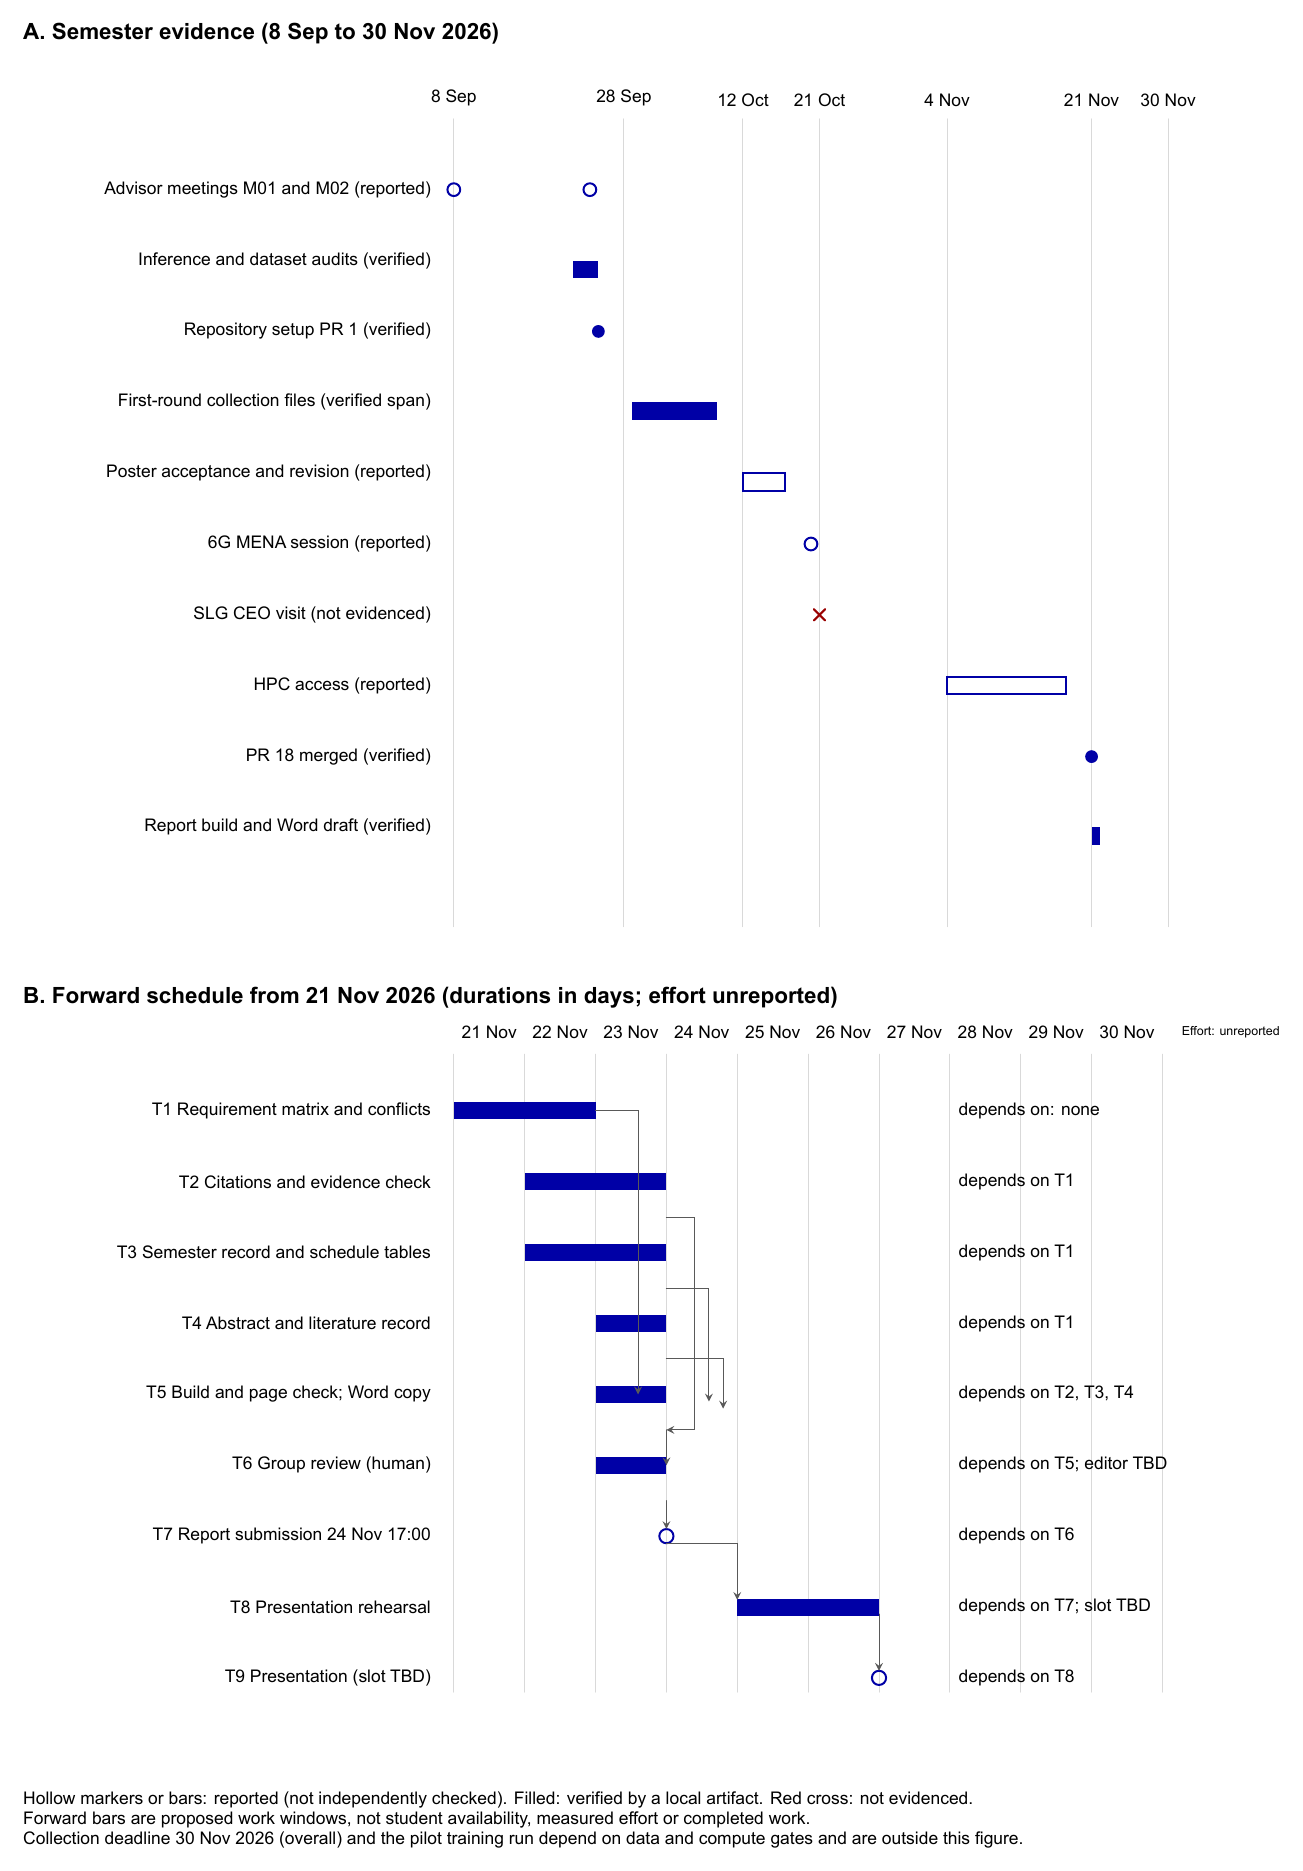 A. Semester evidence (8 Sep to 30 Nov 2026)
8 Sep
28 Sep
12 Oct
21 Oct
4 Nov
21 Nov
30 Nov
Advisor meetings M01 and M02 (reported)
Inference and dataset audits (verified)
Repository setup PR 1 (verified)
First-round collection files (verified span)
Poster acceptance and revision (reported)
6G MENA session (reported)
SLG CEO visit (not evidenced)
HPC access (reported)
PR 18 merged (verified)
Report build and Word draft (verified)
B. Forward schedule from 21 Nov 2026 (durations in days; effort unreported)
21 Nov
22 Nov
23 Nov
24 Nov
25 Nov
26 Nov
27 Nov
28 Nov
29 Nov
30 Nov
Effort: unreported
T1 Requirement matrix and conflicts
depends on: none
T2 Citations and evidence check
depends on T1
T3 Semester record and schedule tables
depends on T1
T4 Abstract and literature record
depends on T1
T5 Build and page check; Word copy
depends on T2, T3, T4
T6 Group review (human)
depends on T5; editor TBD
T7 Report submission 24 Nov 17:00
depends on T6
T8 Presentation rehearsal
depends on T7; slot TBD
T9 Presentation (slot TBD)
depends on T8
Hollow markers or bars: reported (not independently checked). Filled: verified by a local artifact. Red cross: not evidenced.
Forward bars are proposed work windows, not student availability, measured effort or completed work.
Collection deadline 30 Nov 2026 (overall) and the pilot training run depend on data and compute gates and are outside this figure.